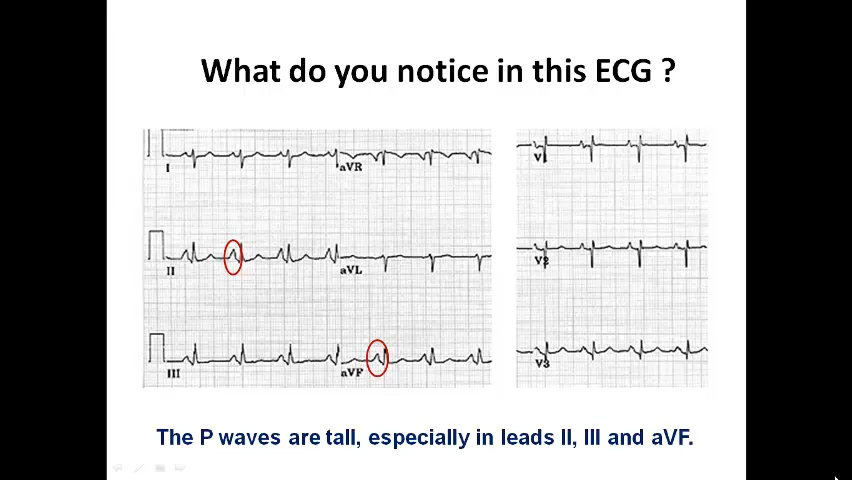 What do you notice in this ECG ?
I
aVR
V
II
aVL
V2
III
aVF
V3
The P waves are tall, especially in leads II, III and aVF.